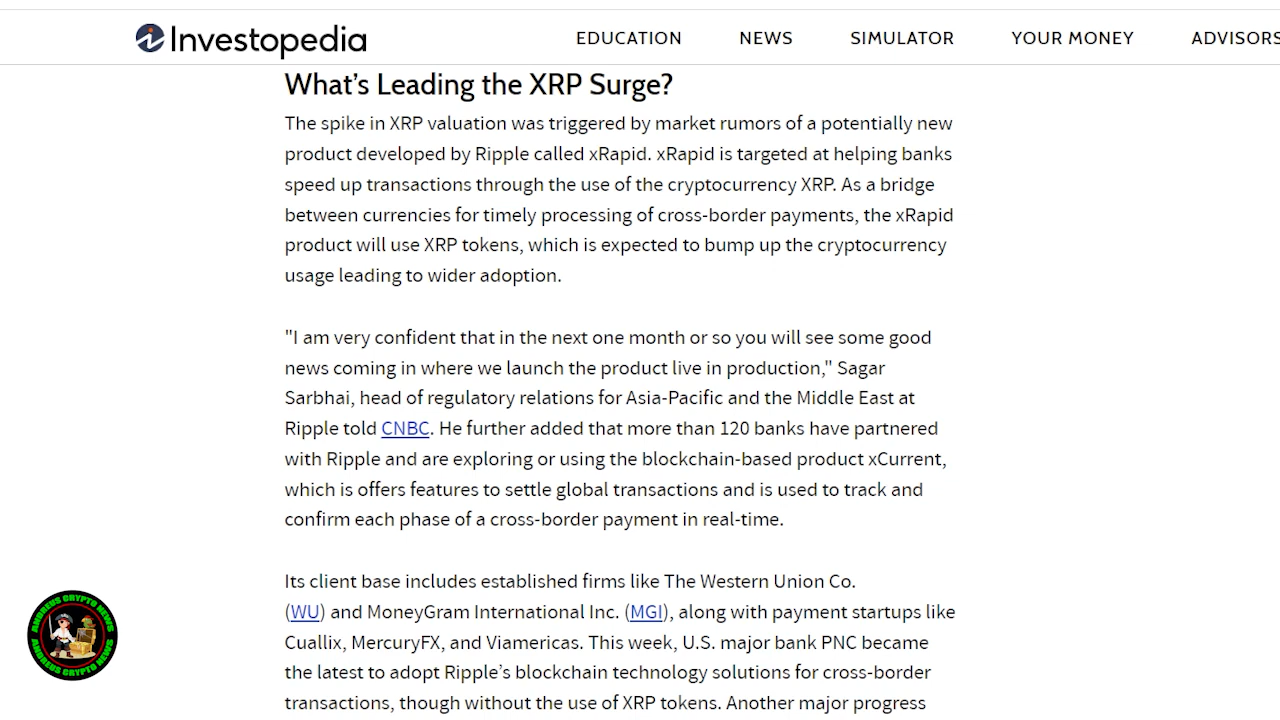 Investopedia
EDUCATION NEWS SIMULATOR YOUR MONEY ADVISORS
What's Leading the XRP Surge?
The spike in XRP valuation was triggered by market rumors of a potentially new
product developed by Ripple called xRapid. xRapid is targeted at helping banks
speed up transactions through the use of the cryptocurrency XRP. As a bridge
between currencies for timely processing of cross-border payments, the xRapid
product will use XRP tokens, which is expected to bump up the cryptocurrency
usage leading to wider adoption.
"I am very confident that in the next one month or so you will see some good
news coming in where we launch the product live in production," Sagar
Sarbhai, head of regulatory relations for Asia-Pacific and the Middle East at
Ripple told CNBC. He further added that more than 120 banks have partnered
with Ripple and are exploring or using the blockchain-based product xCurrent,
which is offers features to settle global transactions and is used to track and
confirm each phase of a cross-border payment in real-time.
Its client base includes established firms like The Western Union Co.
(WU) and MoneyGram International Inc. (MGI), along with payment startups like
Cuallix, MercuryFX, and Viamericas. This week, U.S. major bank PNC became
the latest to adopt Ripple's blockchain technology solutions for cross-border
transactions, though without the use of XRP tokens. Another major progress
ANDREUS CRYPTO NEWS
ANDREUS CRYPTO NEWS